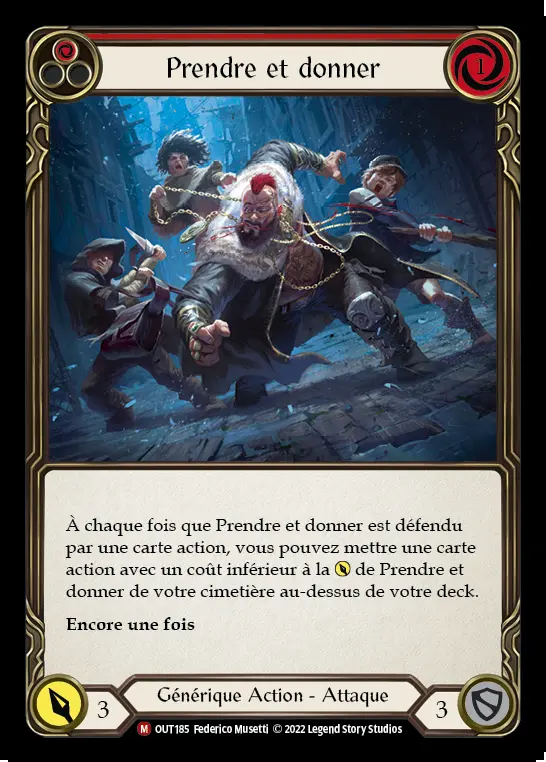 Prendre et donner
1
À chaque fois que Prendre et donner est défendu
par une carte action, vous pouvez mettre une carte
action avec un coût inférieur à la de Prendre et
donner de votre cimetière au-dessus de votre deck.
Encore une fois
3
Générique Action - Attaque
3
M OUT185 Federico Musetti © 2022 Legend Story Studios